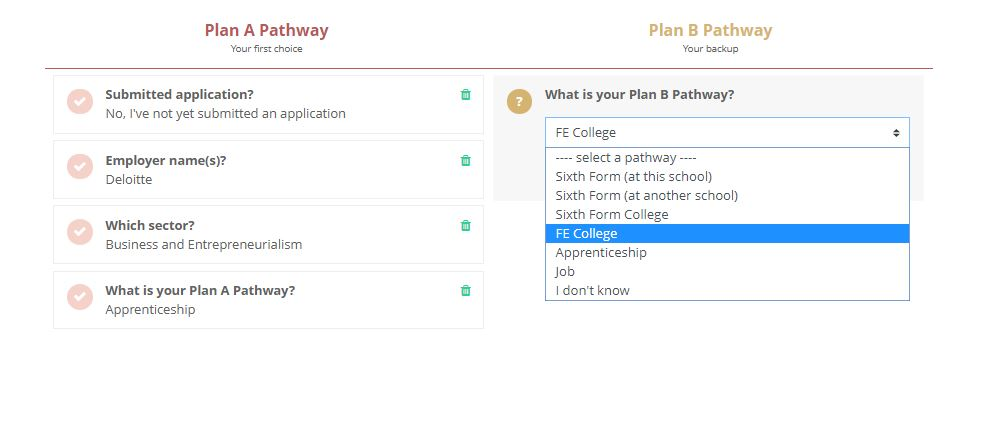 Plan A Pathway
Your first choice
Submitted application?
No, I've not yet submitted an application
Employer name(s)?
Deloitte
Which sector?
Business and Entrepreneurialism
What is your Plan A Pathway?
Apprenticeship
Plan B Pathway
Your backup
?
What is your Plan B Pathway?
FE College
---- select a pathway ----
Sixth Form (at this school)
Sixth Form (at another school)
Sixth Form College
FE College
Apprenticeship
Job
I don't know